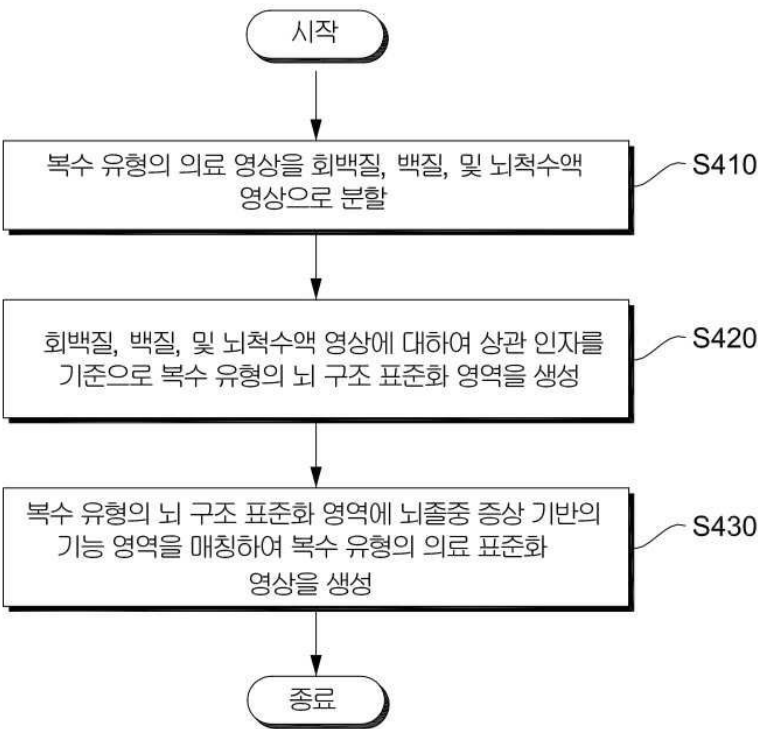 시작
복수 유형의 의료 영상을 회백질, 백질, 및 뇌척수액
영상으로 분할
S410
회백질, 백질, 및 뇌척수액 영상에 대하여 상관 인자를
기준으로 복수 유형의 뇌 구조 표준화 영역을 생성
S420
복수 유형의 뇌 구조 표준화 영역에 뇌졸중 증상 기반의
기능 영역을 매칭하여 복수 유형의 의료 표준화
영상을 생성
S430
종료